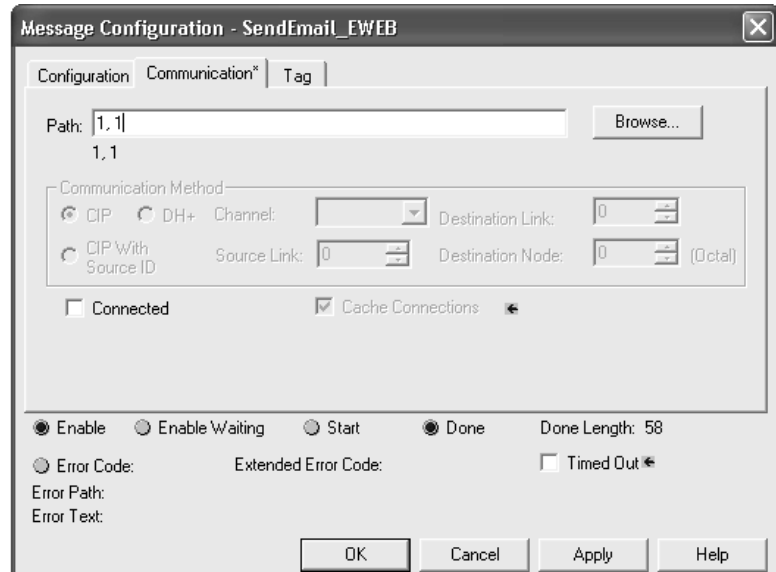 Message Configuration - SendEmail_EWEB
Configuration Communication* Tag
Path: 1, 1 Browse...
1, 1
Communication Method
CIP DH+ Channel: Destination Link: 0
CIP With Source ID Source Link: 0 Destination Node: 0 (Octal)
Connected Cache Connections
Enable Enable Waiting Start Done Done Length: 58
Error Code: Extended Error Code: Timed Out
Error Path:
Error Text:
OK Cancel Apply Help